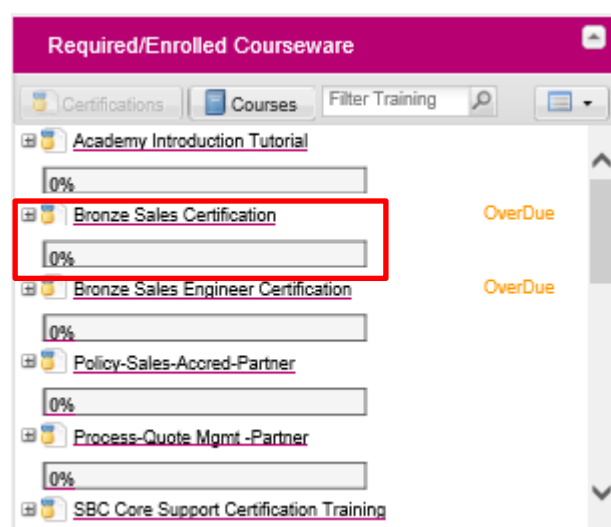 Required/Enrolled Courseware
Certifications Courses Filter Training
Academy Introduction Tutorial
0%
Bronze Sales Certification OverDue
0%
Bronze Sales Engineer Certification OverDue
0%
Policy-Sales-Accred-Partner
0%
Process-Quote Mgmt -Partner
0%
SBC Core Support Certification Training